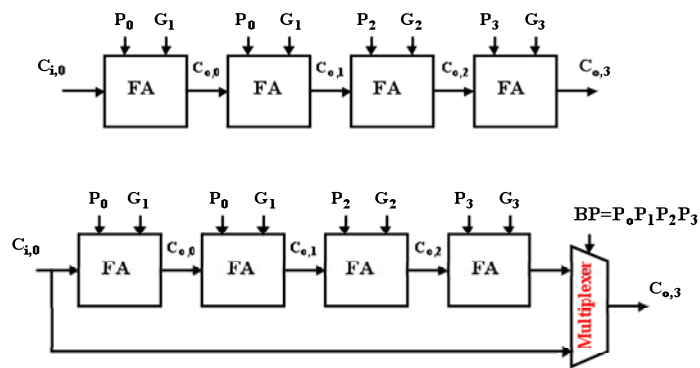 P0 G1 P0 G1 P2 G2 P3 G3
Ci,0 FA Co,0 FA Co,1 FA Co,2 FA Co,3
P0 G1 P0 G1 P2 G2 P3 G3 BP=PoP1P2P3
Ci,0 FA Co,0 FA Co,1 FA Co,2 FA Multiplexer Co,3